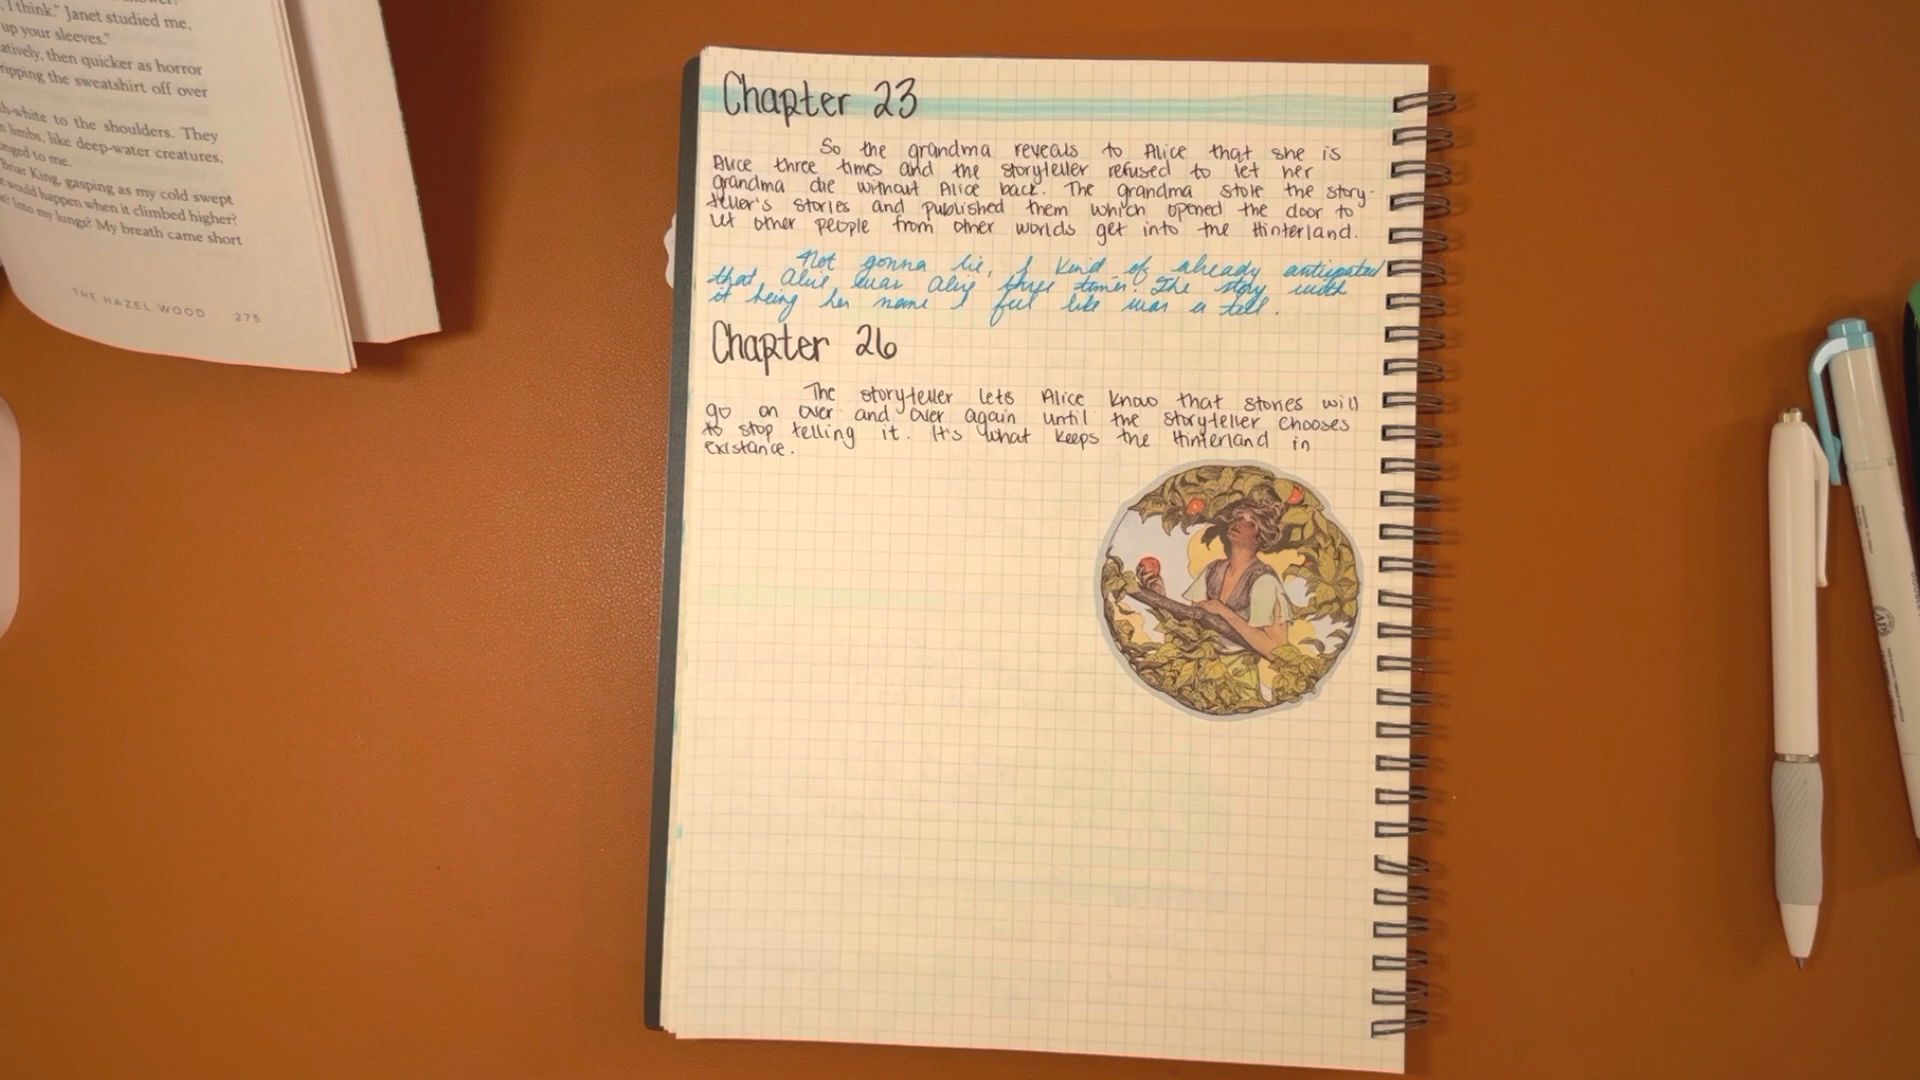 I think." Janet studied me,
up your sleeves."
atively, then quicker as horror
ripping the sweatshirt off over
-white to the shoulders. They
limbs, like deep-water creatures,
onged to me.
Briar King, gasping as my cold swept
would happen when it climbed higher?
Into my lungs? My breath came short
THE HAZEL WOOD 275
Chapter 23
So the grandma reveals to Alice that she is
Alice three times and the storyteller refused to let her
grandma die without Alice back. The grandma stole the story-
teller's stories and published them which opened the door to
let other people from other worlds get into the Hinterland.
Not gonna lie, I kind of already anticipated
that Alice was Alice three times. The story with
it being her name I feel like was a tell.
Chapter 26
The storyteller lets Alice know that stories will
go on over and over again until the storyteller chooses
to stop telling it. It's what keeps the Hinterland in
existance.